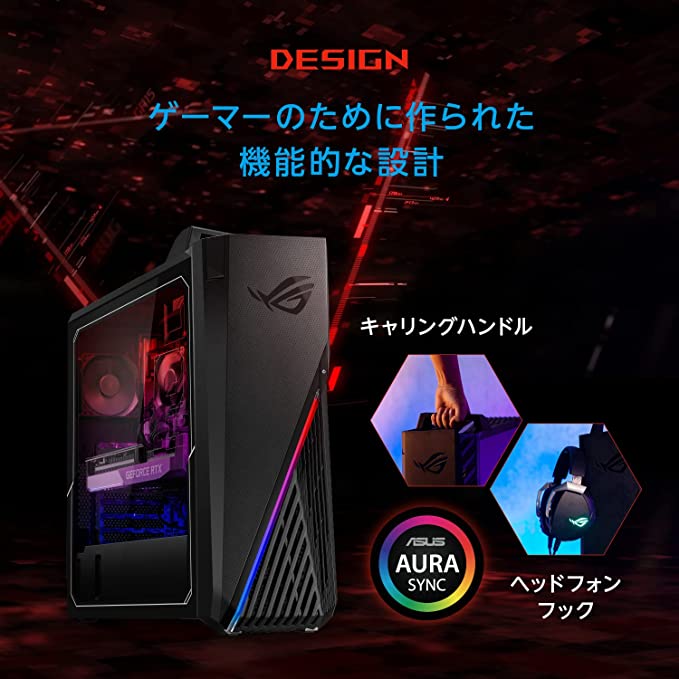 DESIGN
ゲーマーのために作られた
機能的な設計
キャリングハンドル
GEFORCE RTX
ASUS
AURA
SYNC
ヘッドフォン
フック